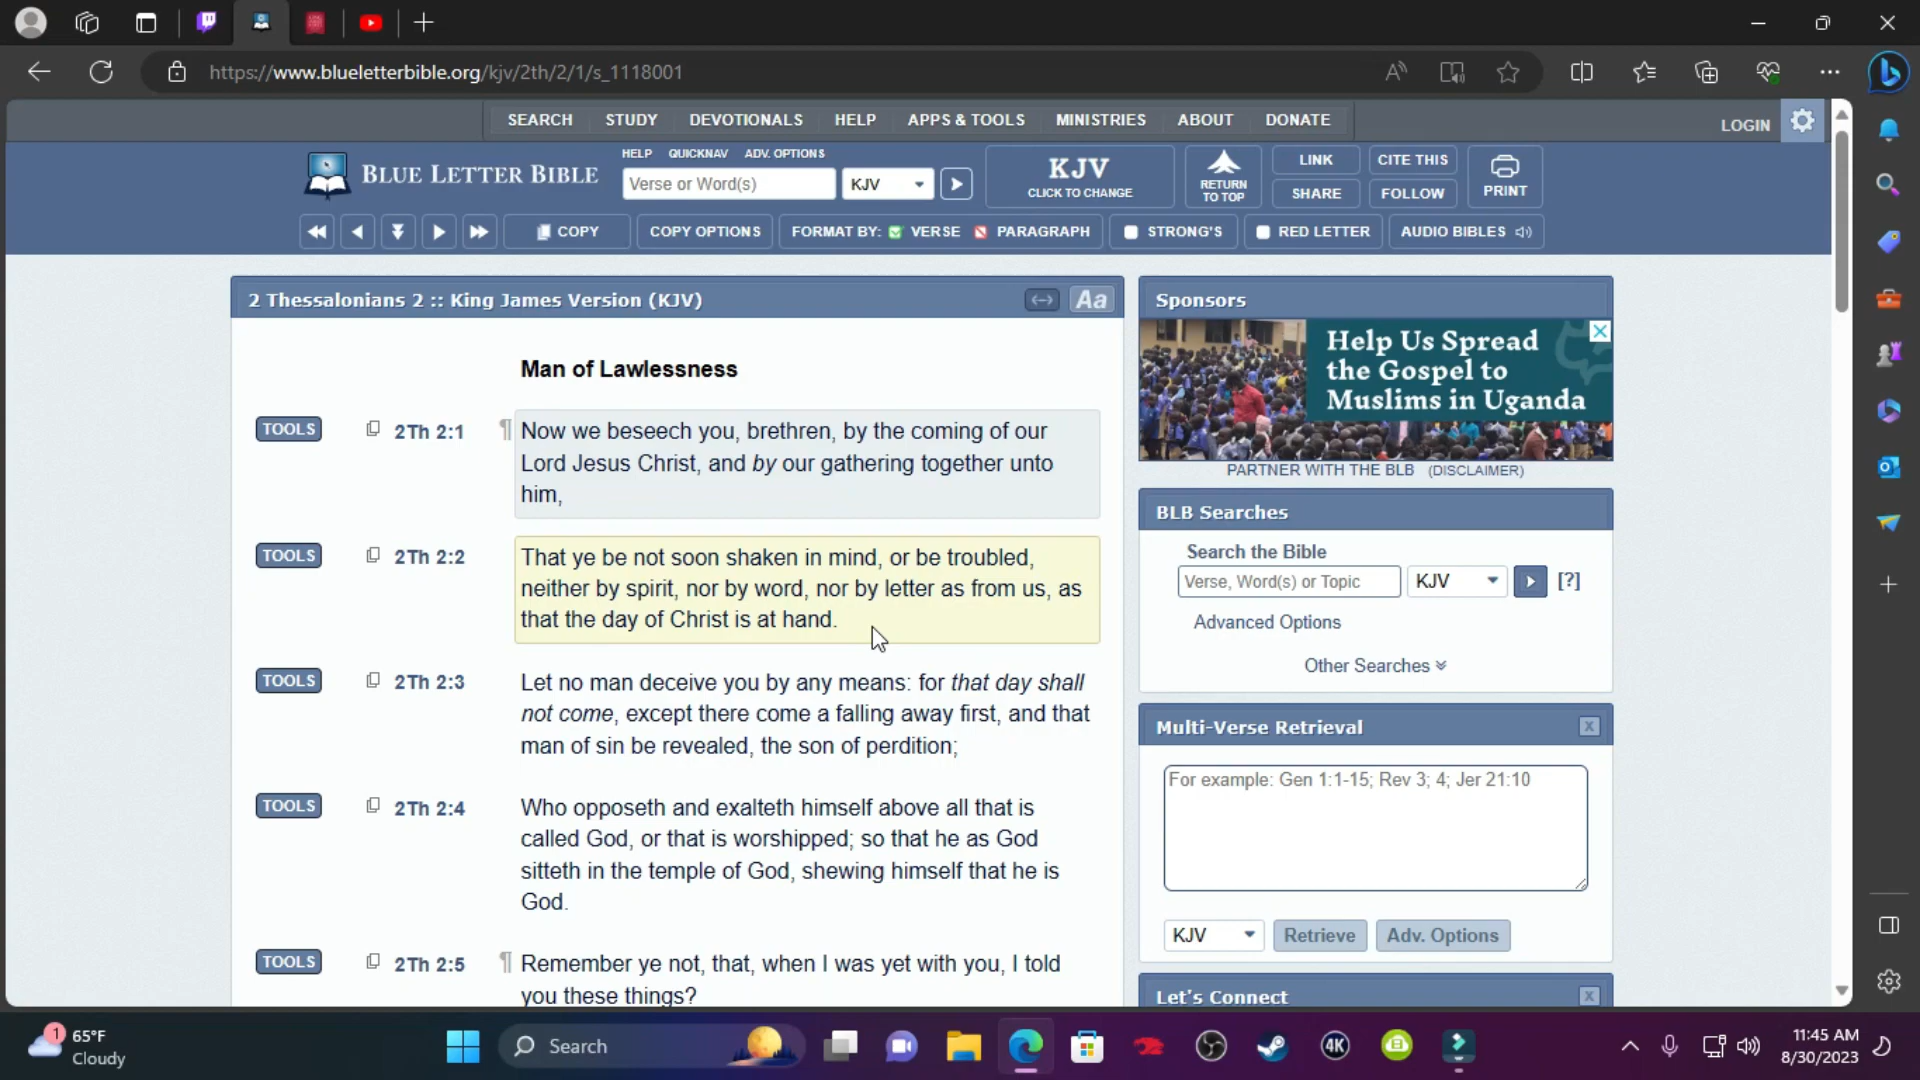 https://www.blueletterbible.org/kjv/2th/2/1/s_1118001
SEARCH STUDY DEVOTIONALS HELP APPS & TOOLS MINISTRIES ABOUT DONATE
LOGIN
BLUE LETTER BIBLE
HELP QUICKNAV ADV. OPTIONS
Verse or Word(s) KJV
KJV
CLICK TO CHANGE
RETURN
TO TOP
LINK CITE THIS
SHARE FOLLOW
PRINT
COPY COPY OPTIONS FORMAT BY: VERSE PARAGRAPH STRONG'S RED LETTER AUDIO BIBLES
2 Thessalonians 2 :: King James Version (KJV)
Aa
Man of Lawlessness
TOOLS 2Th 2:1 ¶ Now we beseech you, brethren, by the coming of our
Lord Jesus Christ, and by our gathering together unto
him,
TOOLS 2Th 2:2 That ye be not soon shaken in mind, or be troubled,
neither by spirit, nor by word, nor by letter as from us, as
that the day of Christ is at hand.
TOOLS 2Th 2:3 Let no man deceive you by any means: for that day shall
not come, except there come a falling away first, and that
man of sin be revealed, the son of perdition;
TOOLS 2Th 2:4 Who opposeth and exalteth himself above all that is
called God, or that is worshipped; so that he as God
sitteth in the temple of God, shewing himself that he is
God.
TOOLS 2Th 2:5 ¶ Remember ye not, that, when I was yet with you, I told
you these things?
Sponsors
Help Us Spread
the Gospel to
Muslims in Uganda
PARTNER WITH THE BLB (DISCLAIMER)
BLB Searches
Search the Bible
Verse, Word(s) or Topic KJV [?]
Advanced Options
Other Searches
Multi-Verse Retrieval X
For example: Gen 1:1-15; Rev 3; 4; Jer 21:10
KJV Retrieve Adv. Options
Let's Connect X
1
65°F
Cloudy
Search
4K
11:45 AM
8/30/2023